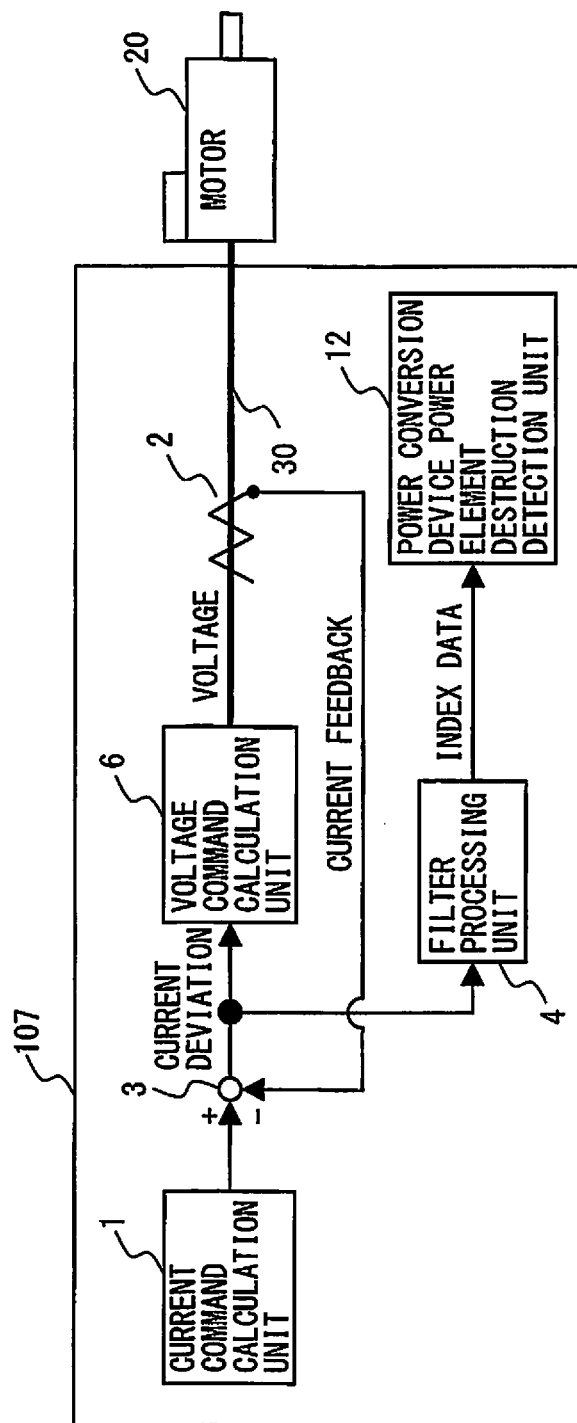 107
1
CURRENT
COMMAND
CALCULATION
UNIT
+
−
3
CURRENT
DEVIATION
6
VOLTAGE
COMMAND
CALCULATION
UNIT
VOLTAGE
2
30
20
MOTOR
CURRENT FEEDBACK
4
FILTER
PROCESSING
UNIT
INDEX DATA
12
POWER CONVERSION
DEVICE POWER
ELEMENT
DESTRUCTION
DETECTION UNIT